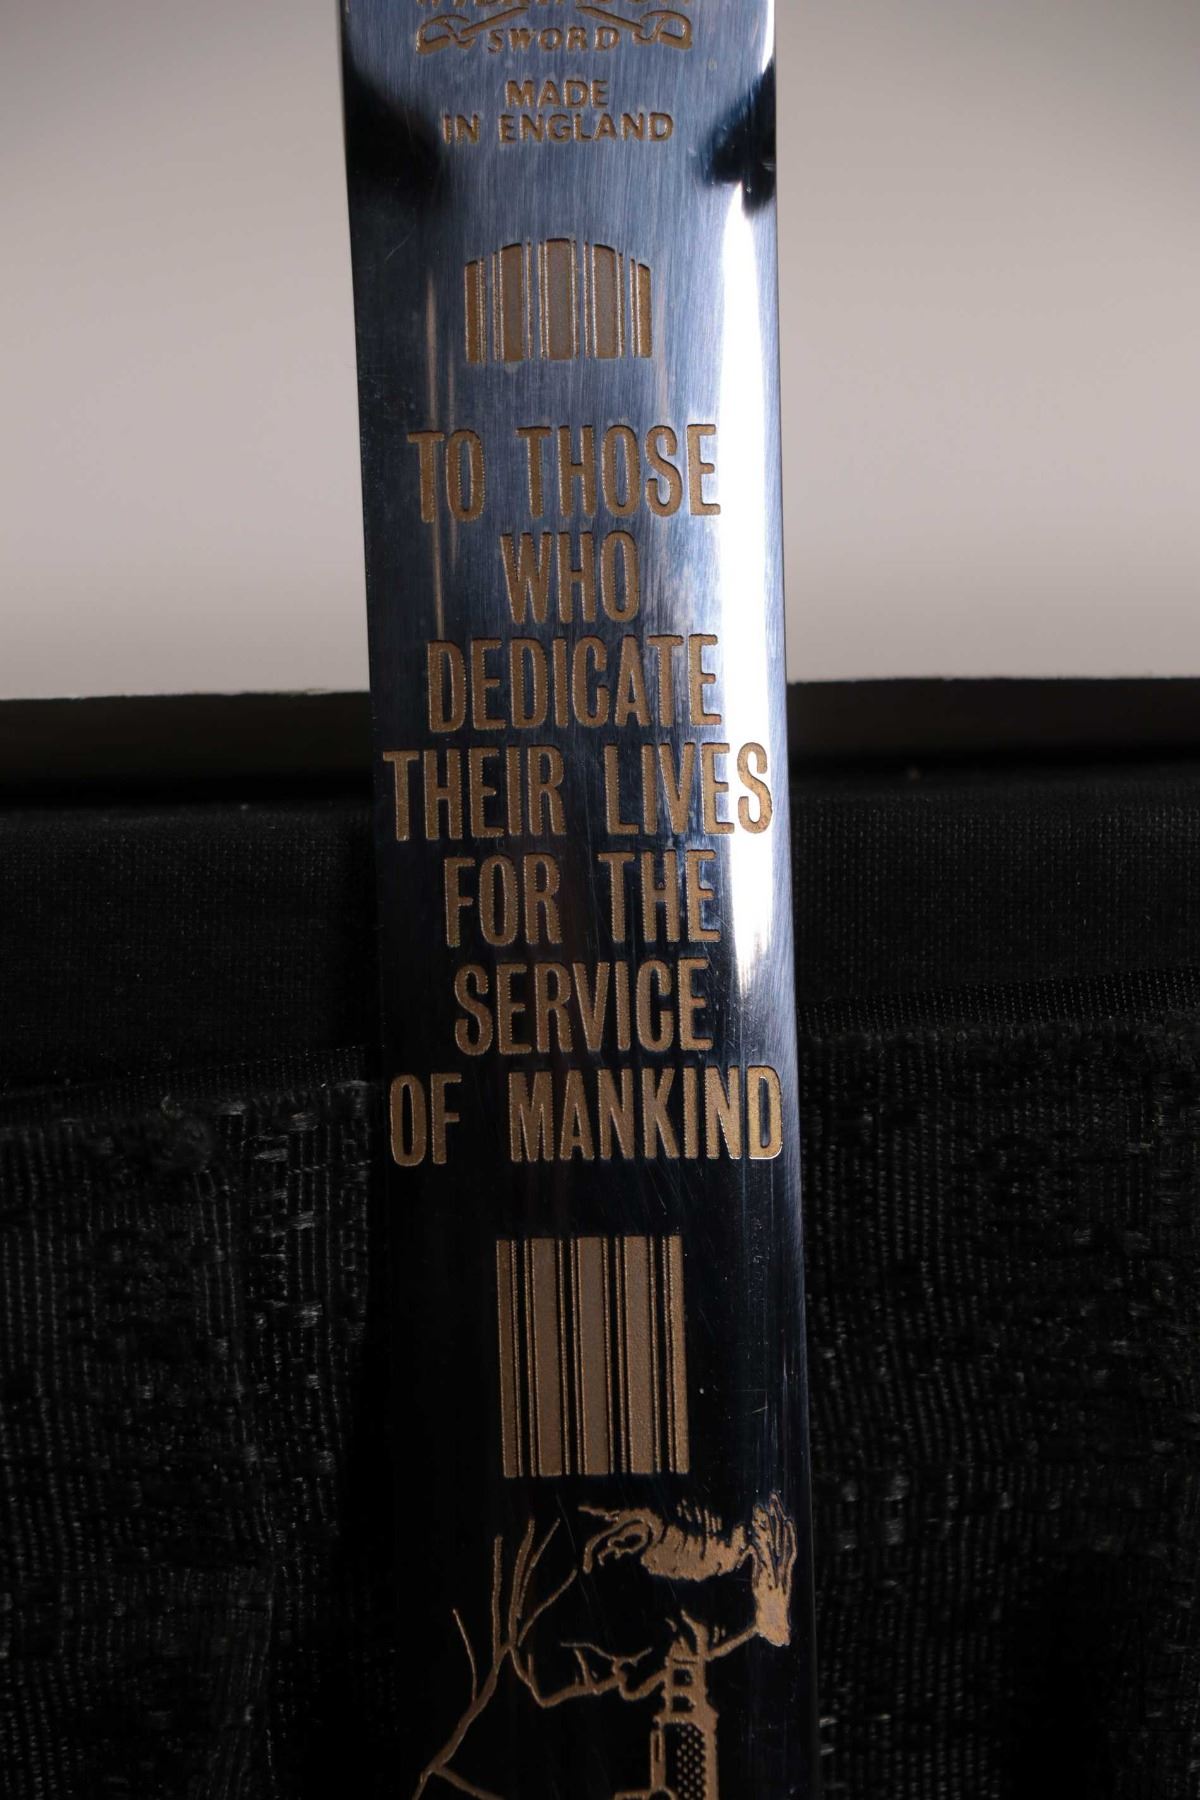 SWORD
MADE
IN ENGLAND
TO THOSE
WHO
DEDICATE
THEIR LIVES
FOR THE
SERVICE
OF MANKIND